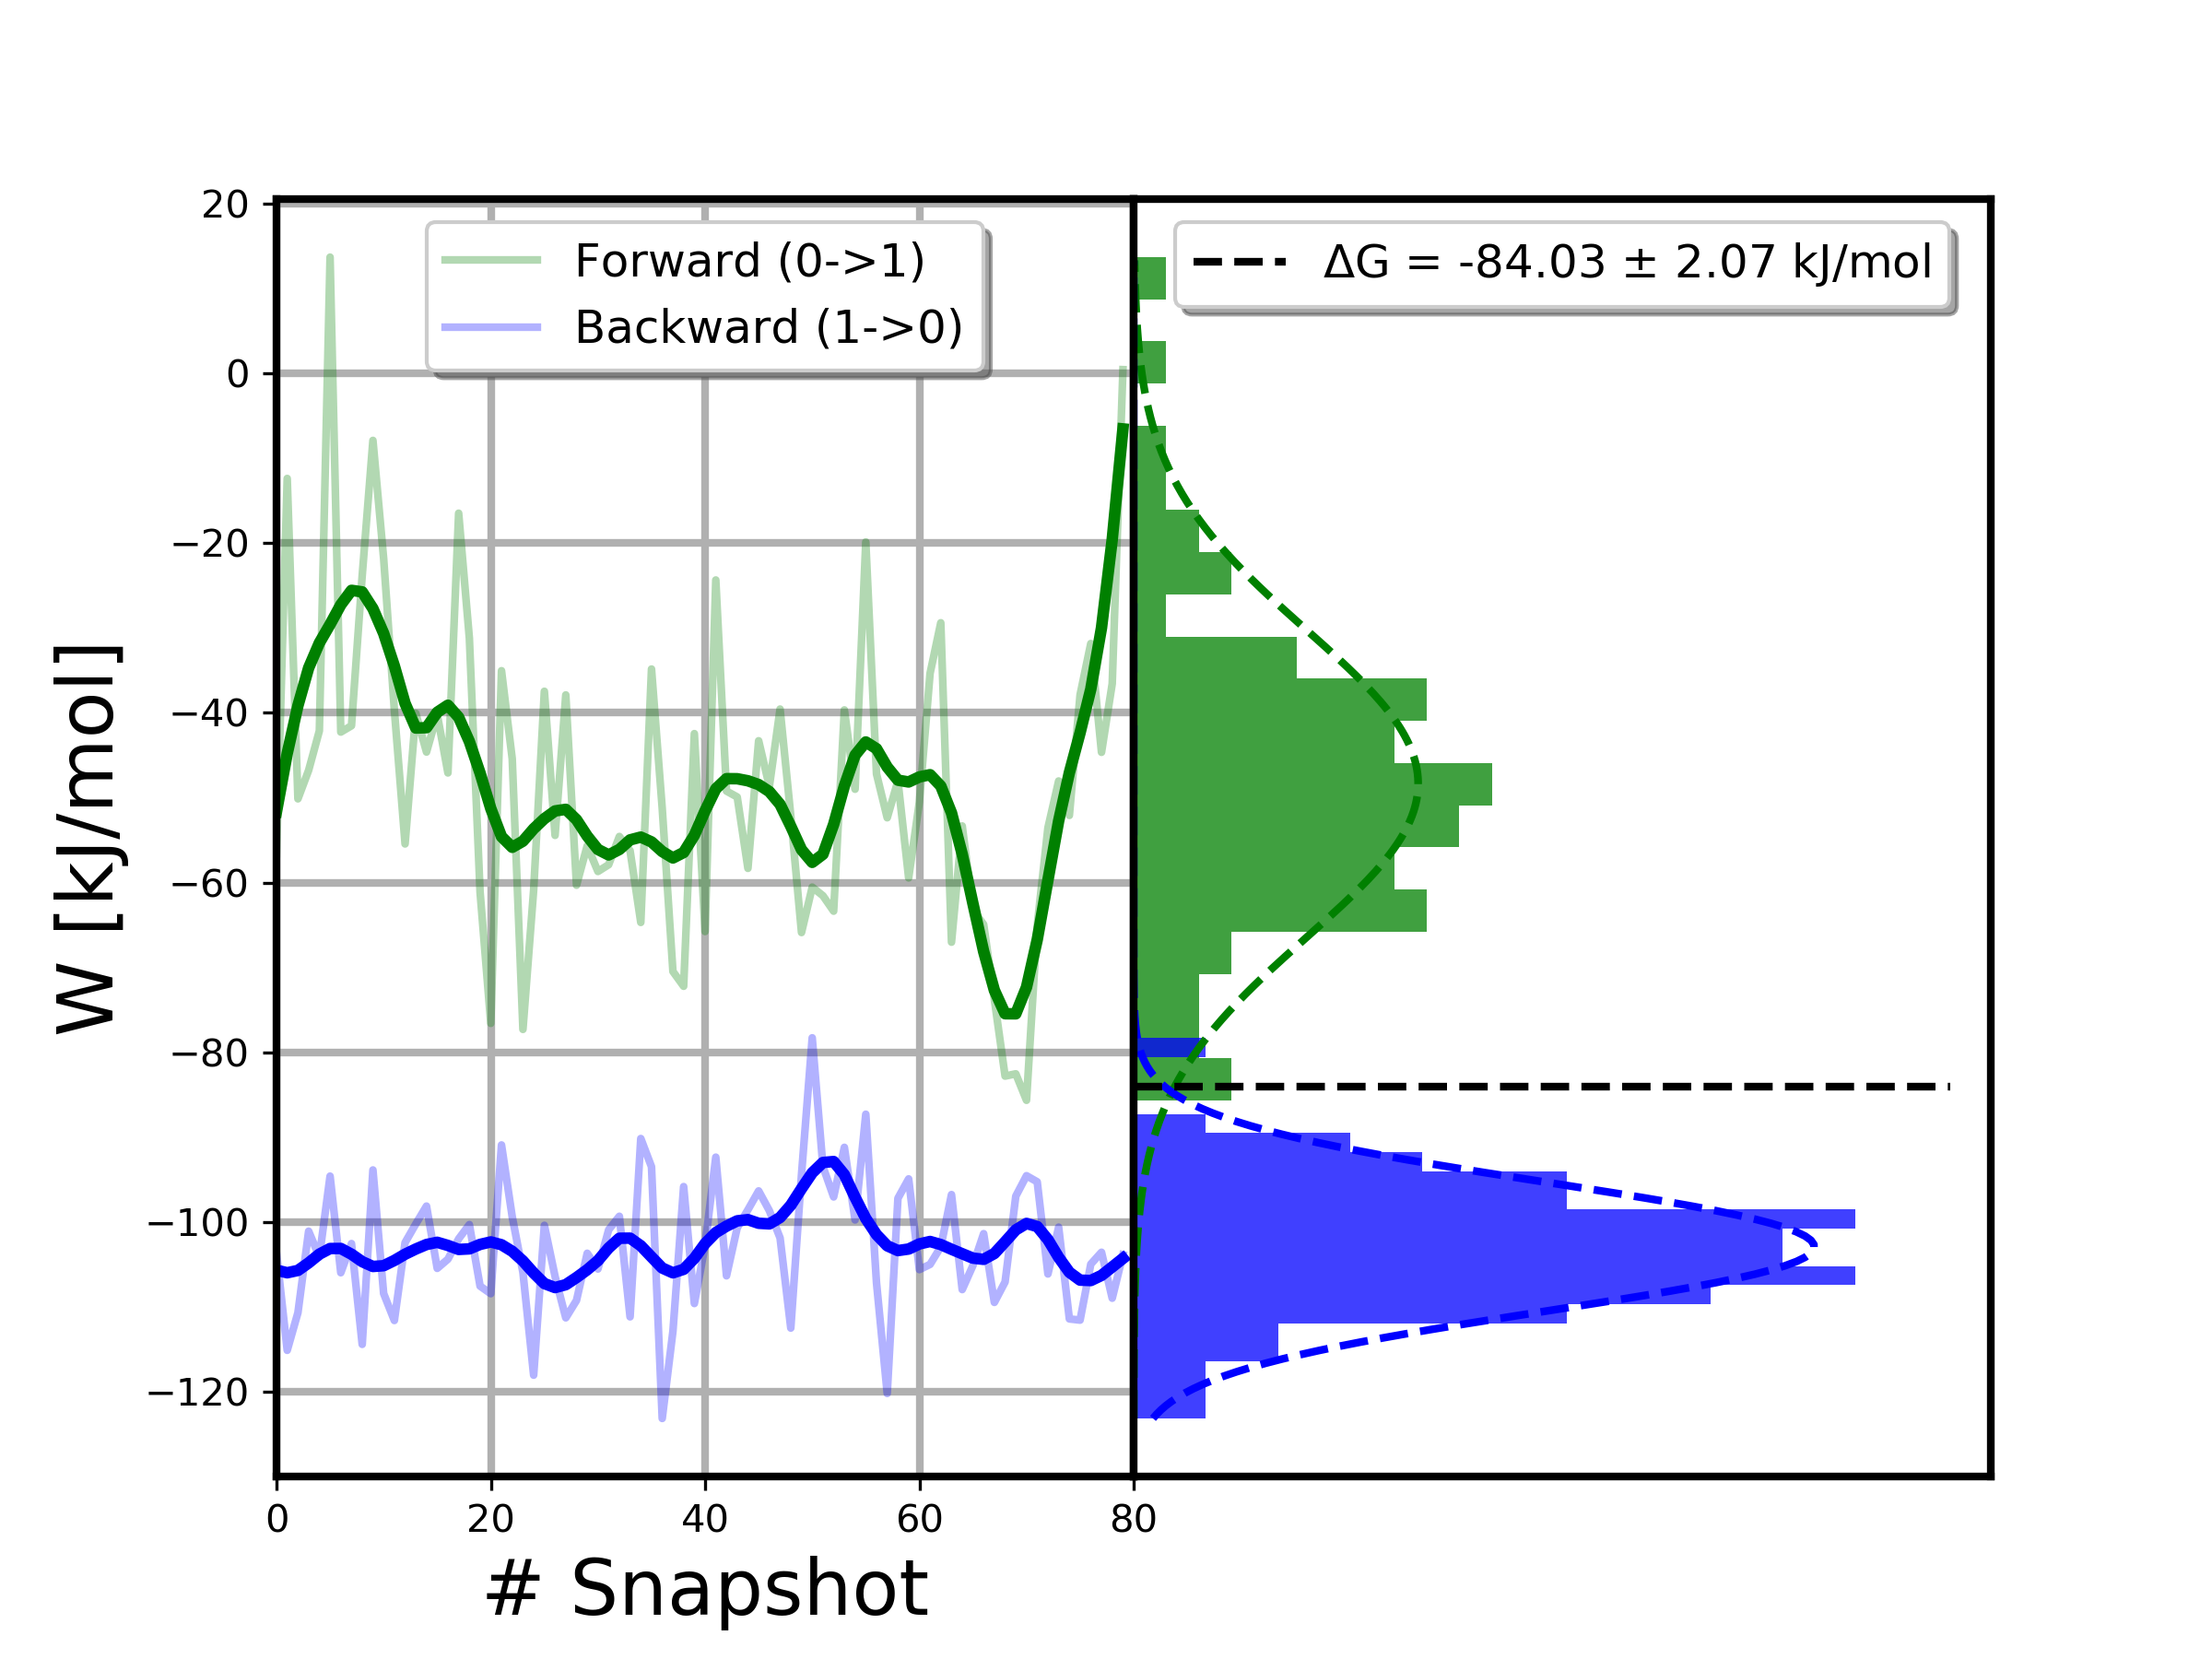 20
0
−20
−40
−60
−80
−100
−120
W [kJ/mol]
Forward (0->1)
Backward (1->0)
ΔG = -84.03 ± 2.07 kJ/mol
0 20 40 60 80
# Snapshot